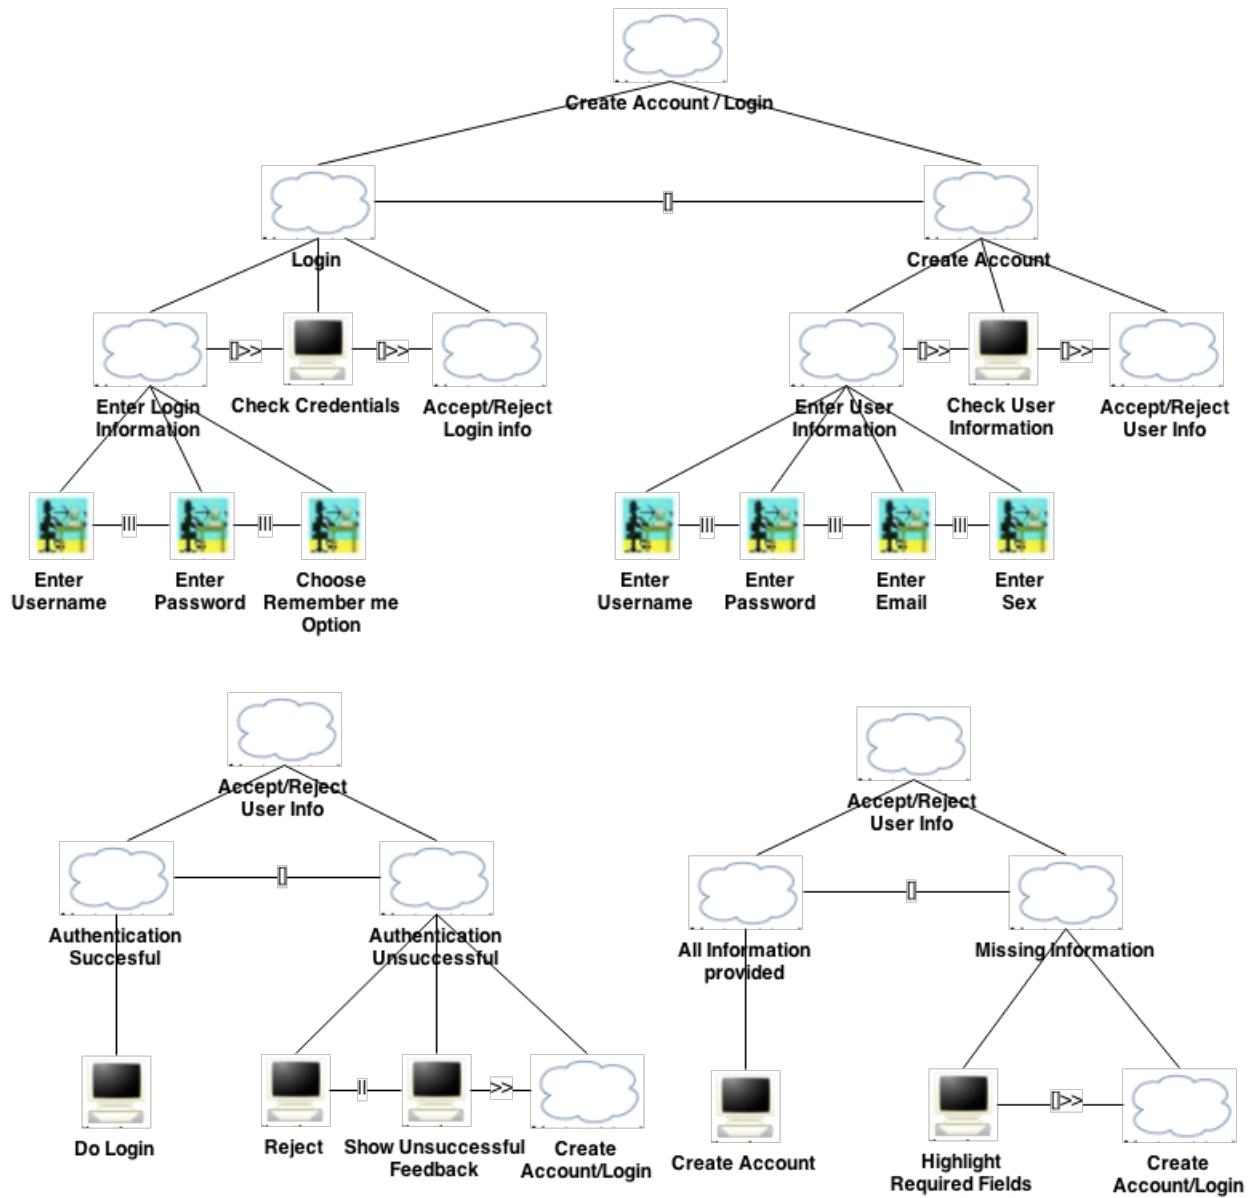 Create Account / Login
[]
Login
Create Account
[]>>
[]>>
[]>>
[]>>
Enter Login
Information
Check Credentials
Accept/Reject
Login info
Enter User
Information
Check User
Information
Accept/Reject
User Info
|||
|||
|||
|||
|||
Enter
Username
Enter
Password
Choose
Remember me
Option
Enter
Username
Enter
Password
Enter
Email
Enter
Sex
Accept/Reject
User Info
[]
Authentication
Succesful
Authentication
Unsuccessful
||
>>
Do Login
Reject
Show Unsuccessful
Feedback
Create
Account/Login
Accept/Reject
User Info
[]
All Information
provided
Missing Information
[]>>
Create Account
Highlight
Required Fields
Create
Account/Login